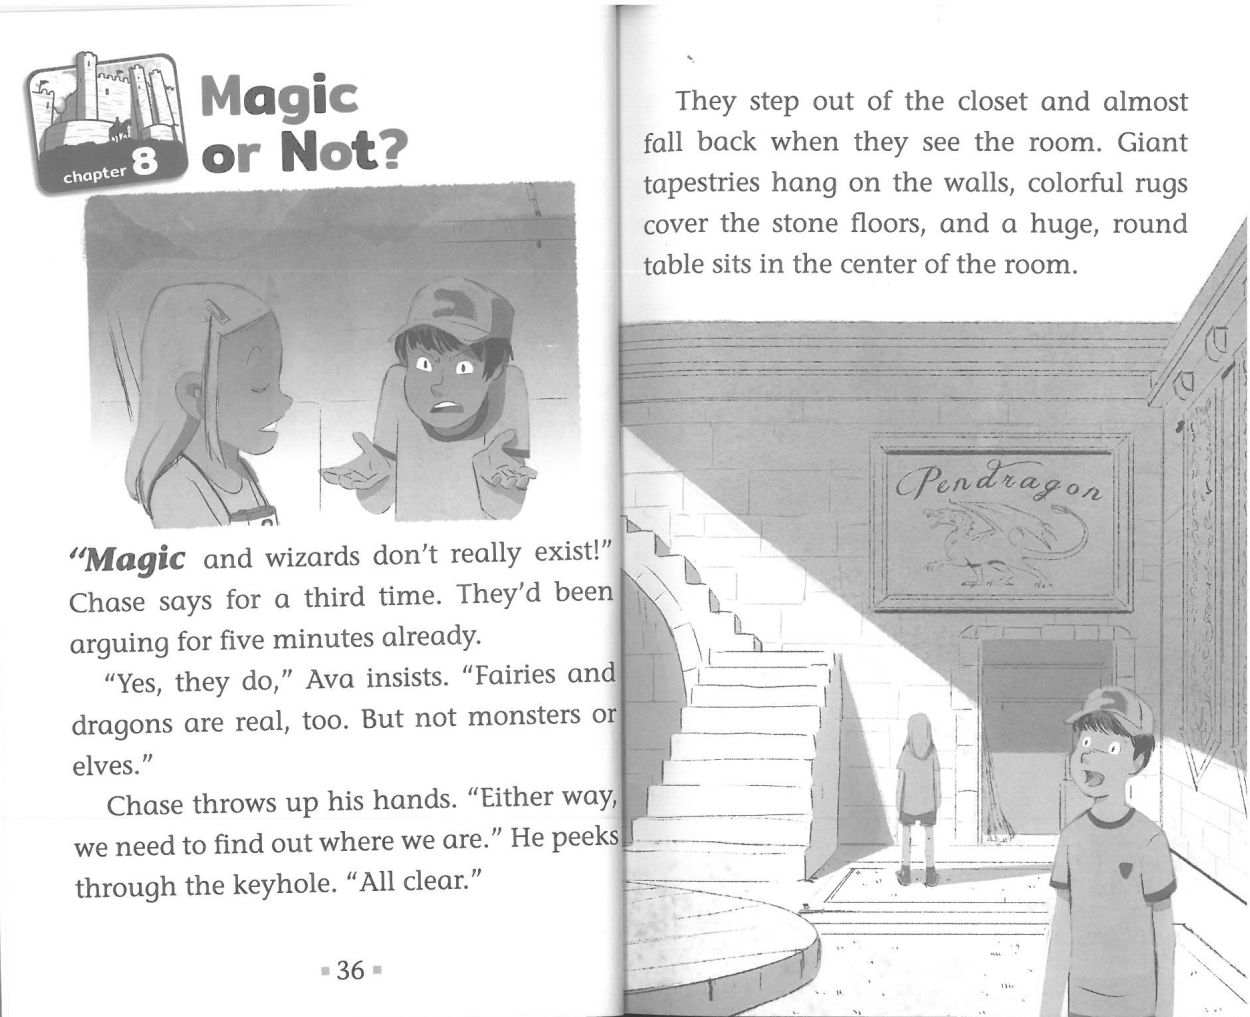 chapter 8
Magic
or Not?
“Magic and wizards don’t really exist!”
Chase says for a third time. They’d been
arguing for five minutes already.
“Yes, they do,” Ava insists. “Fairies and
dragons are real, too. But not monsters or
elves.”
Chase throws up his hands. “Either way,
we need to find out where we are.” He peeks
through the keyhole. “All clear.”
36
They step out of the closet and almost
fall back when they see the room. Giant
tapestries hang on the walls, colorful rugs
cover the stone floors, and a huge, round
table sits in the center of the room.
Pendragon